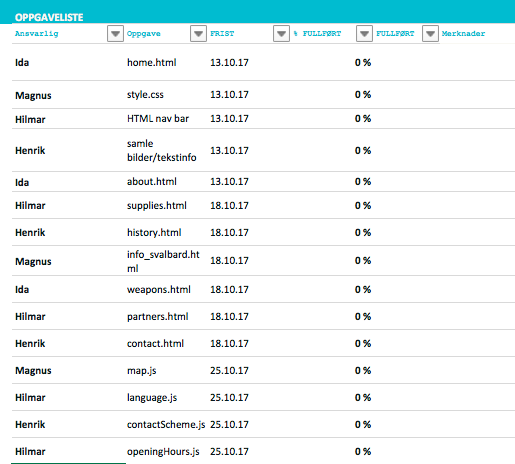 OPPGAVELISTE
Ansvarlig Oppgave FRIST % FULLFØRT FULLFØRT Merknader
Ida home.html 13.10.17 0 %
Magnus style.css 13.10.17 0 %
Hilmar HTML nav bar 13.10.17 0 %
Henrik samle
bilder/tekstinfo 13.10.17 0 %
Ida about.html 13.10.17 0 %
Hilmar supplies.html 18.10.17 0 %
Henrik history.html 18.10.17 0 %
Magnus info_svalbard.ht
ml 18.10.17 0 %
Ida weapons.html 18.10.17 0 %
Hilmar partners.html 18.10.17 0 %
Henrik contact.html 18.10.17 0 %
Magnus map.js 25.10.17 0 %
Hilmar language.js 25.10.17 0 %
Henrik contactScheme.js 25.10.17 0 %
Hilmar openingHours.js 25.10.17 0 %